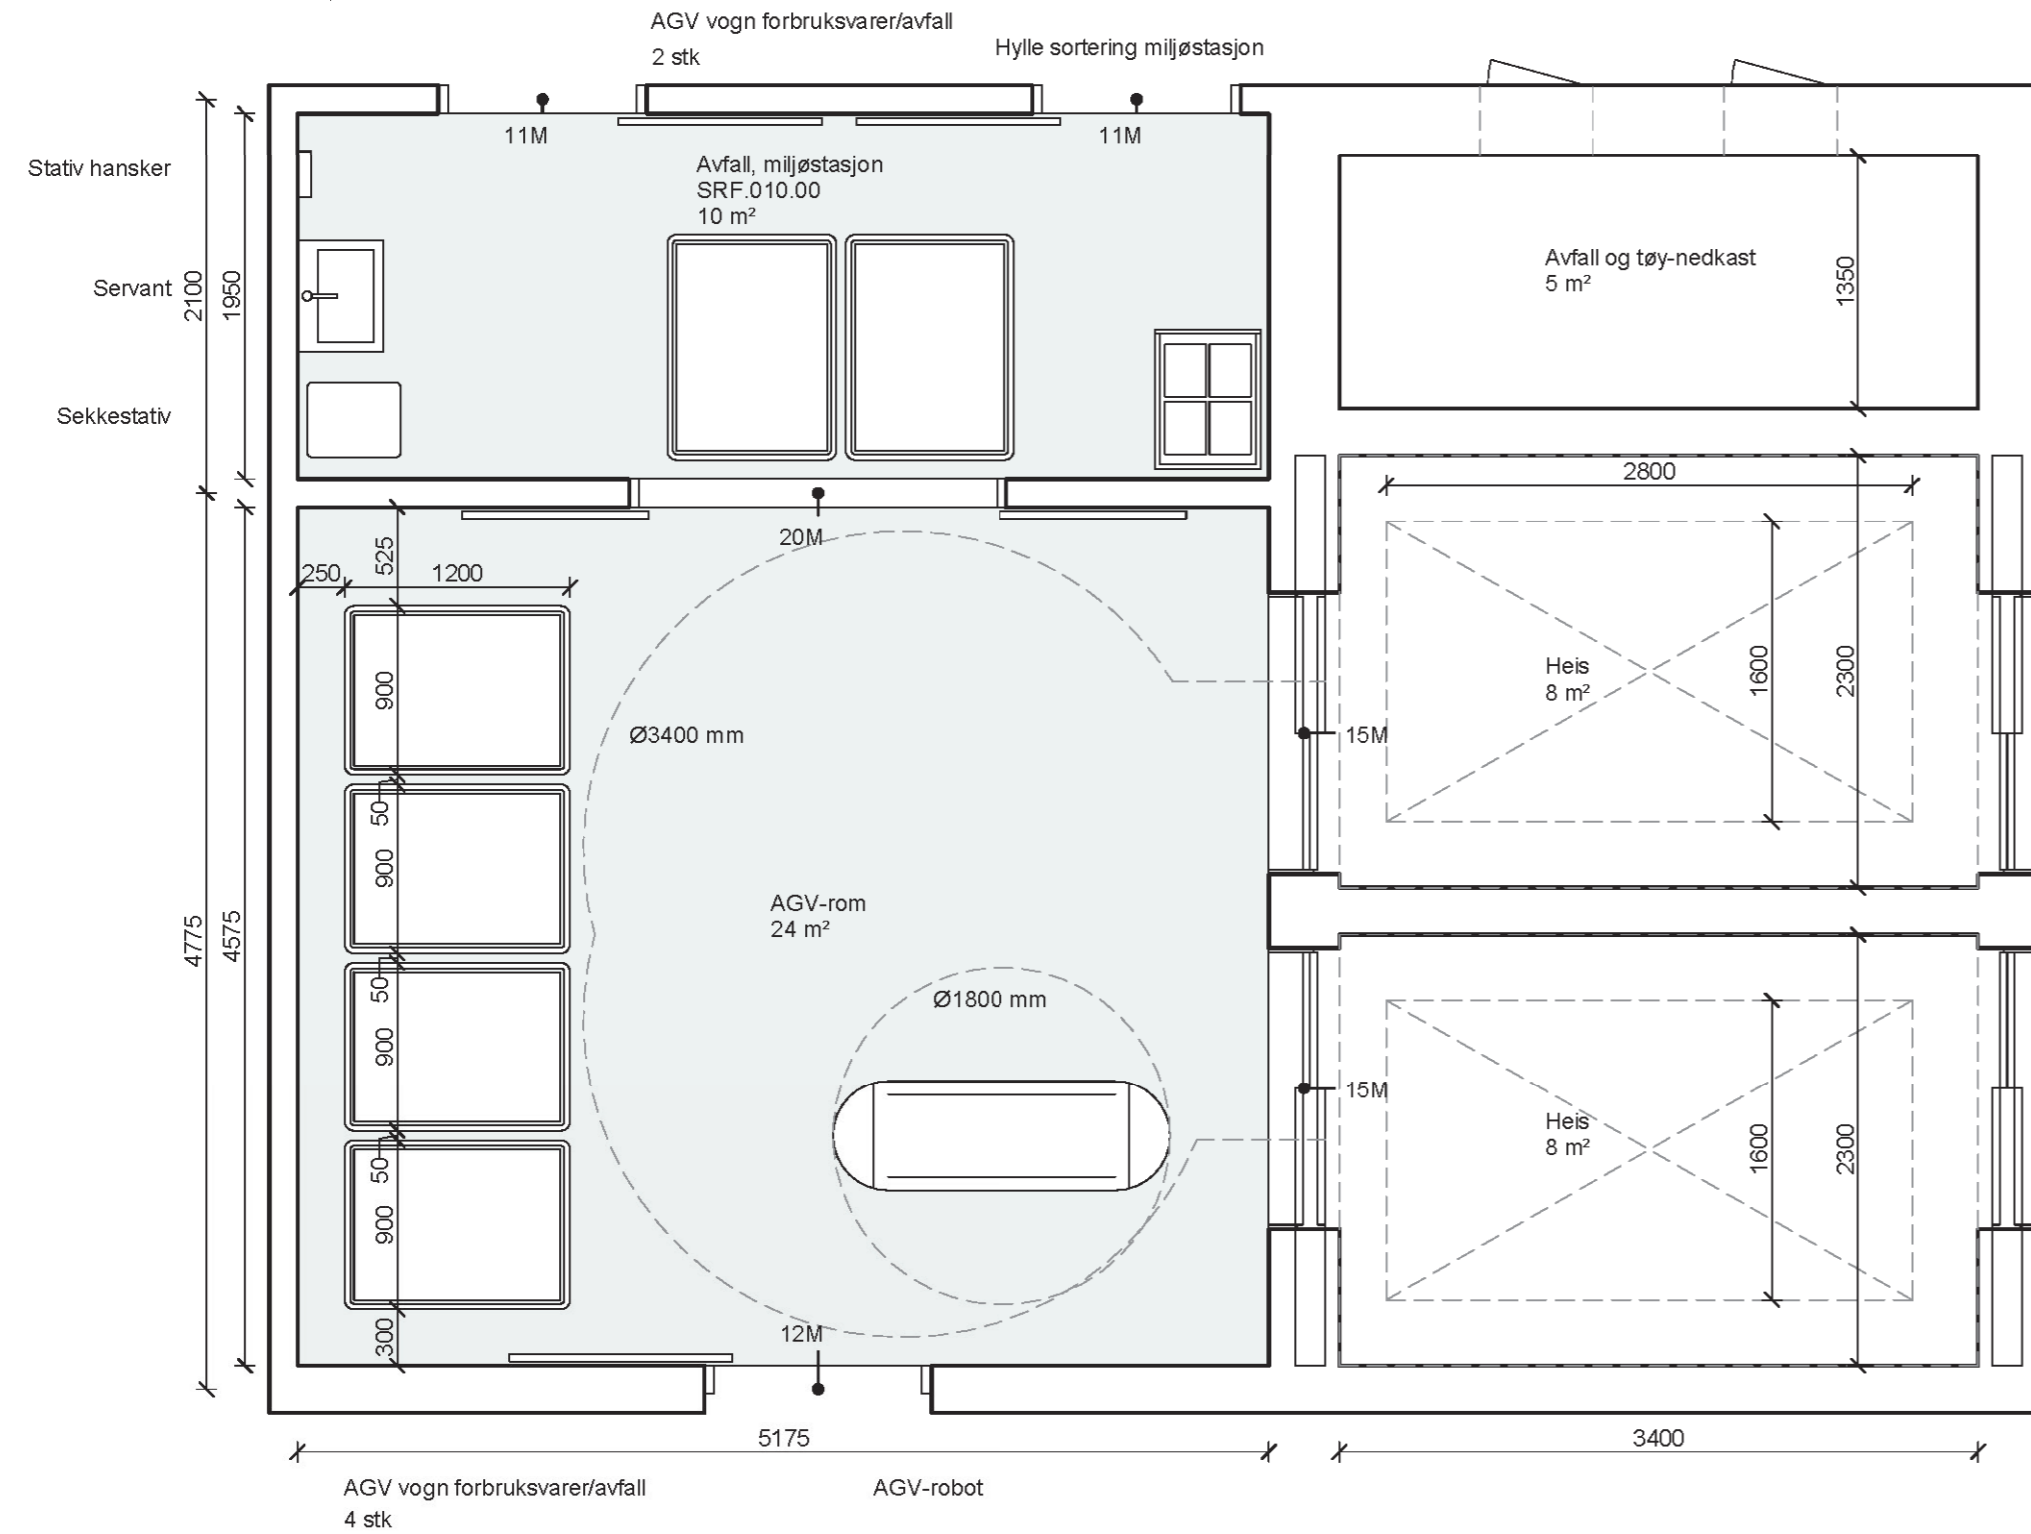 AGV vogn forbruksvarer/avfall
2 stk
Hylle sortering miljøstasjon
11M
11M
Stativ hansker
Avfall, miljøstasjon
SRF.010.00
10 m²
Servant
2100
1950
Avfall og tøy-nedkast
5 m²
1350
Sekkestativ
2800
20M
525
250
1200
900
Heis
8 m²
1600
2300
Ø3400 mm
15M
50
900
AGV-rom
24 m²
4775
4575
50
Ø1800 mm
900
15M
Heis
8 m²
1600
2300
50
900
12M
300
5175
3400
AGV vogn forbruksvarer/avfall
4 stk
AGV-robot